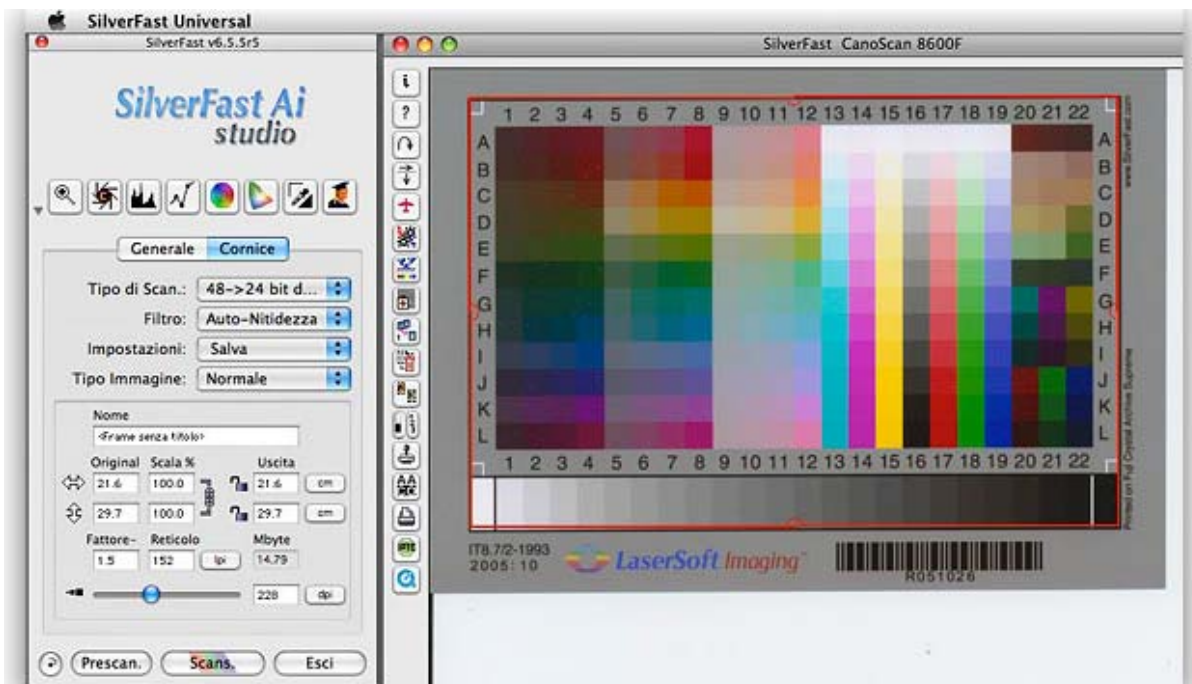 SilverFast Universal
SilverFast v6.5.5r5
SilverFast Ai
studio
Generale Cornice
Tipo di Scan.: 48->24 bit d...
Filtro: Auto-Nitidezza
Impostazioni: Salva
Tipo Immagine: Normale
Nome
<Frame senza titolo>
Original Scala % Uscita
21.6 100.0 21.6 cm
29.7 100.0 29.7 cm
Fattore- Reticolo Mbyte
1.5 152 lpi 14.79
228 dpi
Prescan. Scans. Esci
SilverFast CanoScan 8600F
1 2 3 4 5 6 7 8 9 10 11 12 13 14 15 16 17 18 19 20 21 22
A A
B B
C C
D D
E E
F F
G G
H H
I I
J J
K K
L L
1 2 3 4 5 6 7 8 9 10 11 12 13 14 15 16 17 18 19 20 21 22
www.SilverFast.com
Printed on Fuji Crystal Archive Supreme
IT8.7/2-1993
2005:10
LaserSoft Imaging
R051026